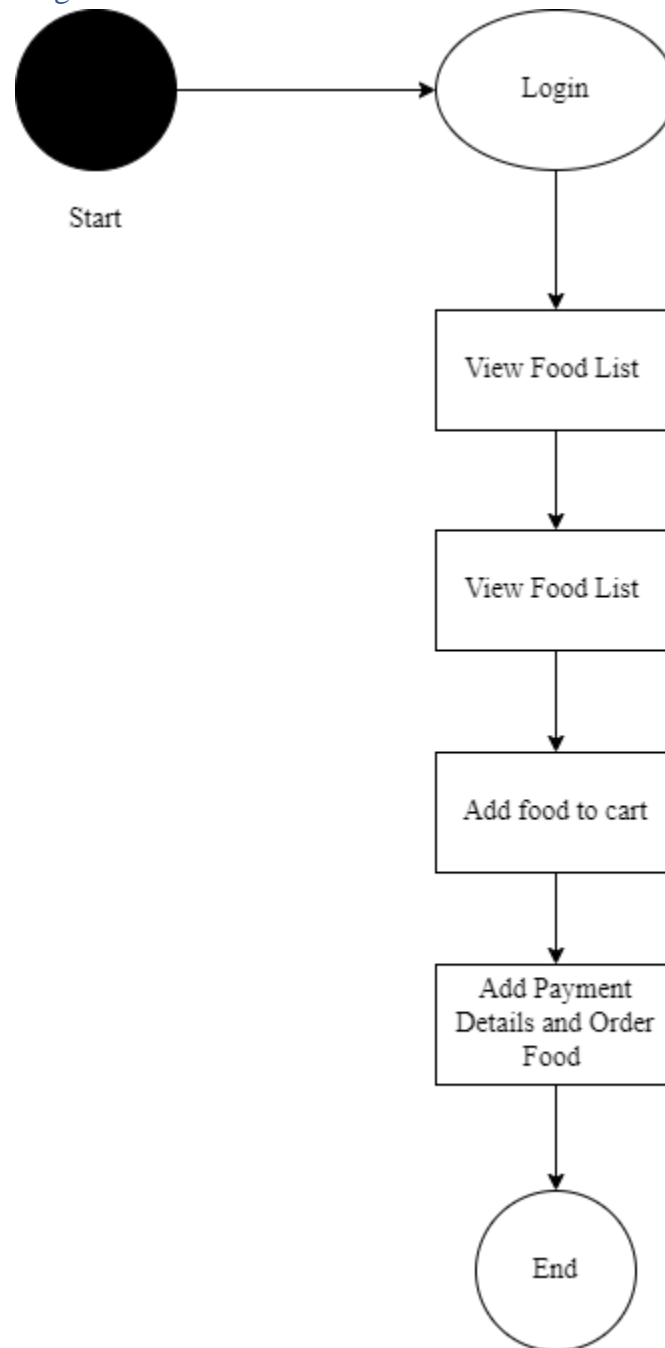 Login
Start
View Food List
View Food List
Add food to cart
Add Payment
Details and Order
Food
End